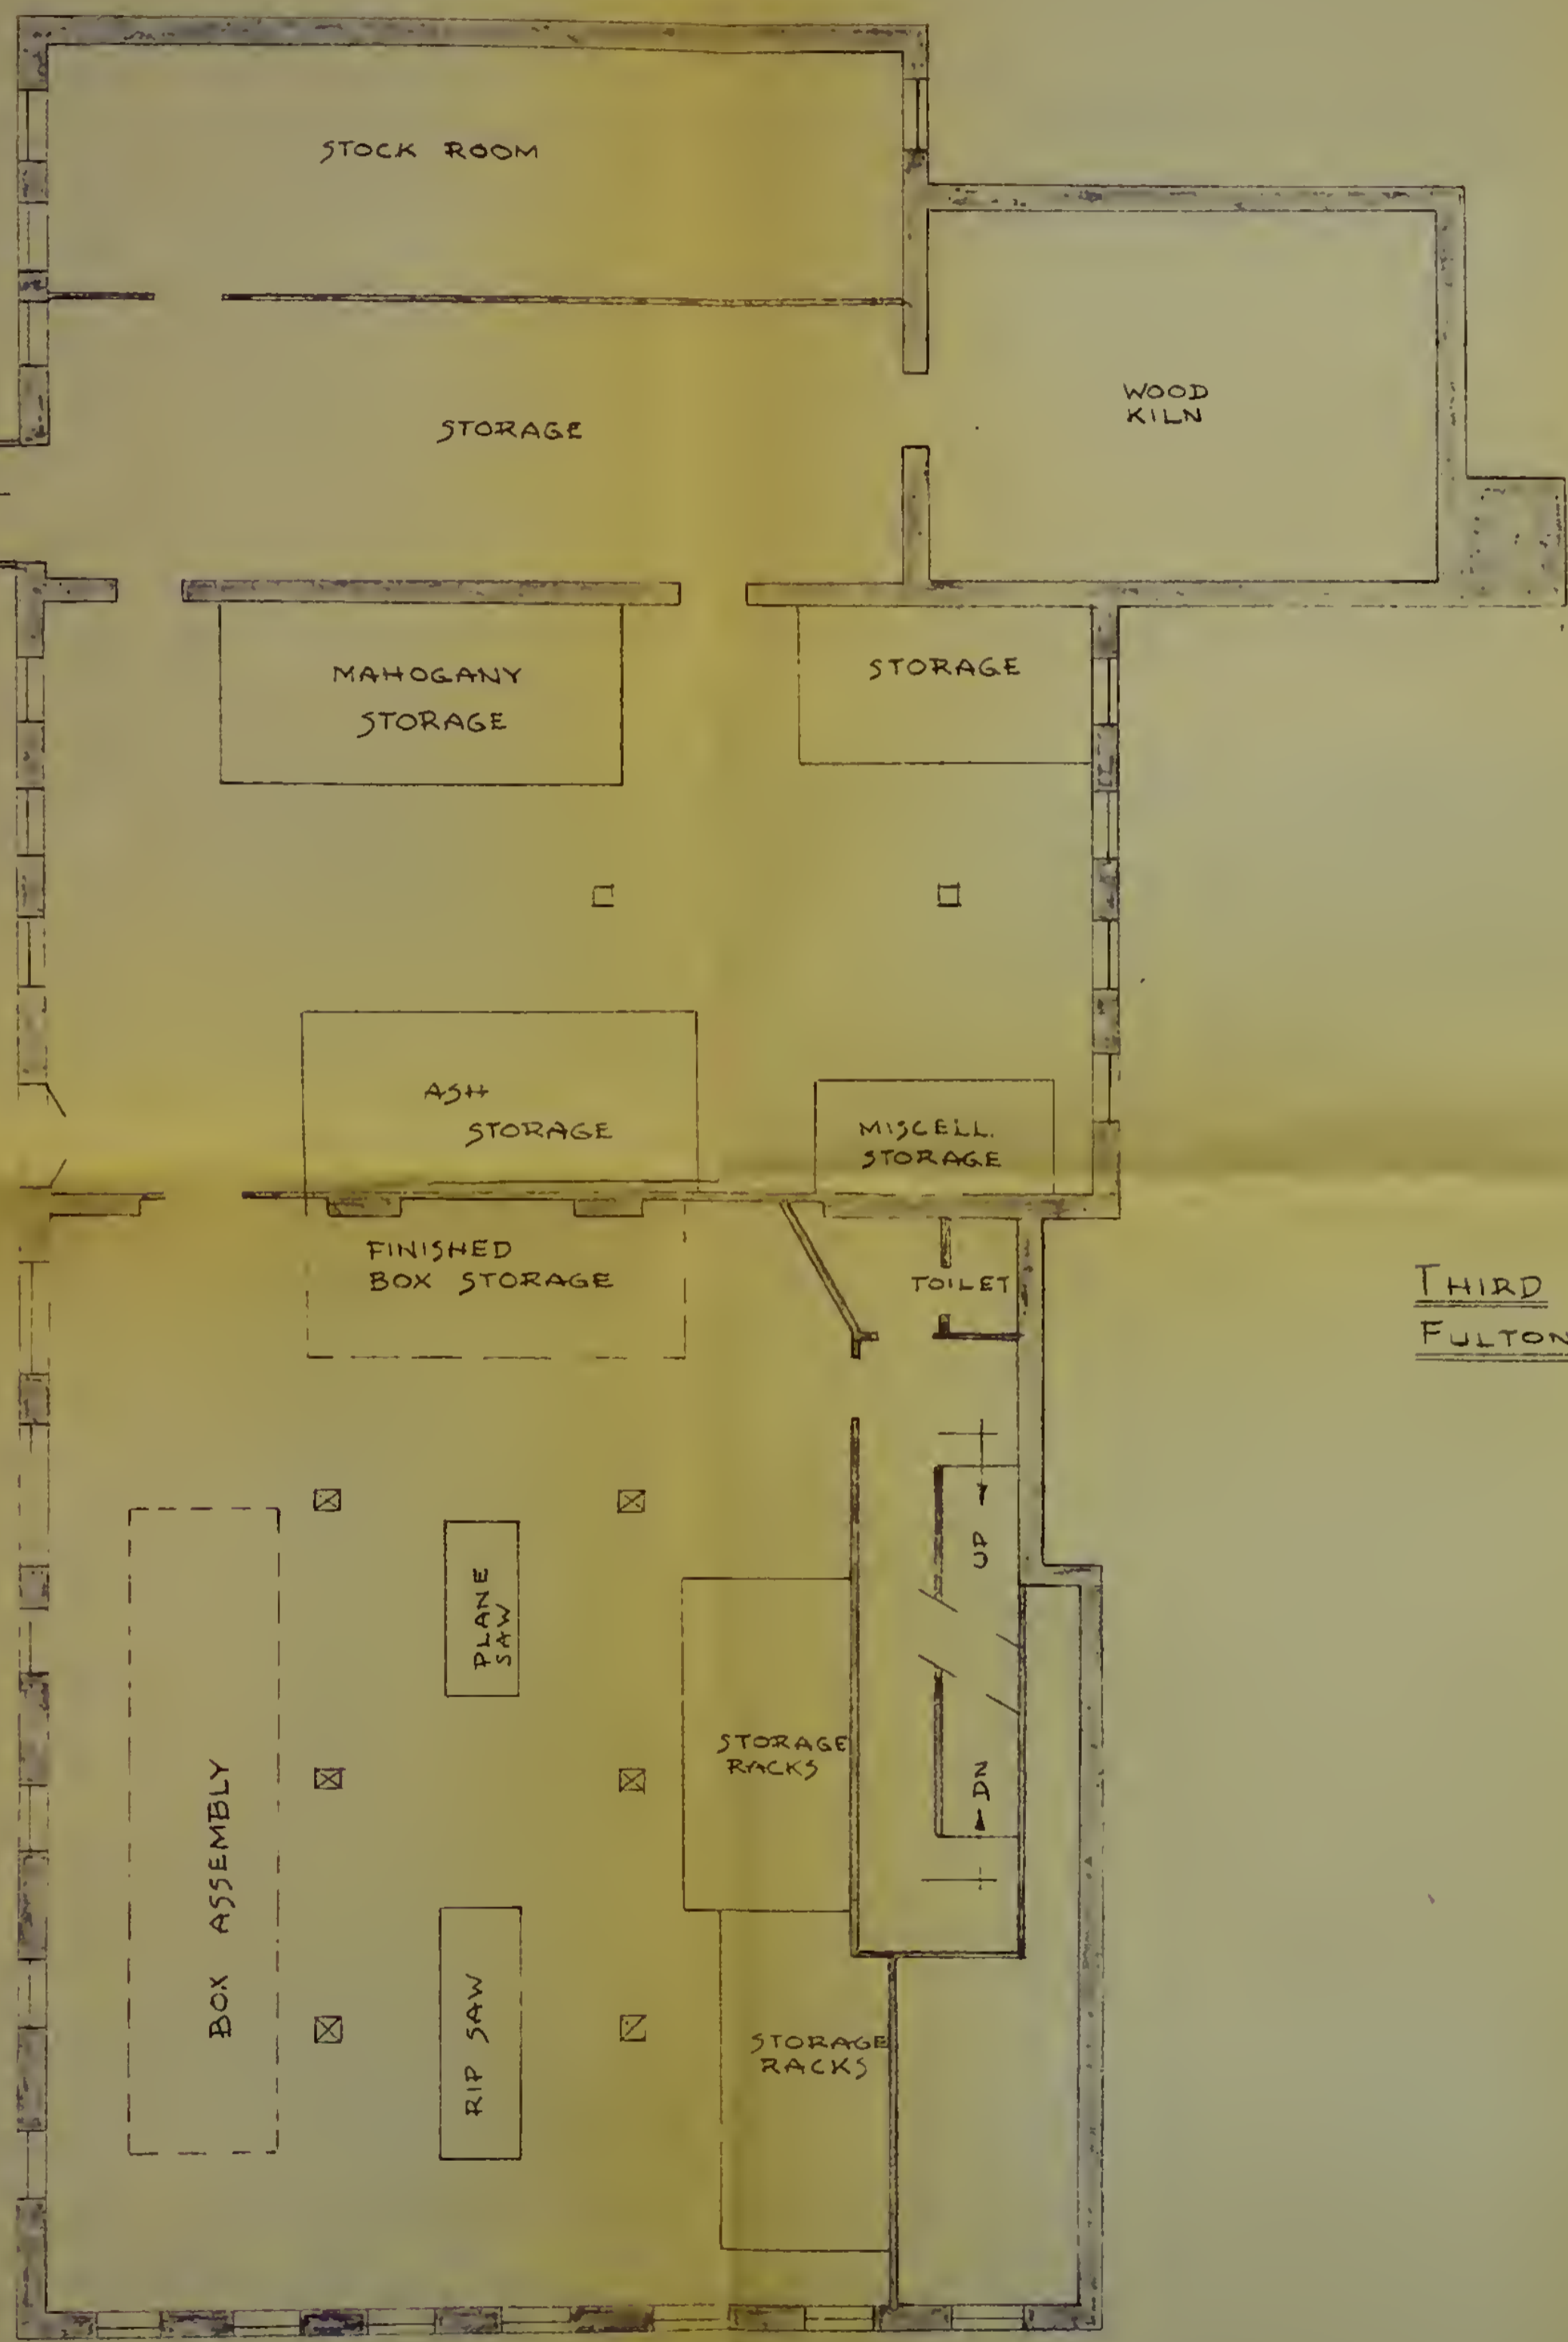 STOCK ROOM
STORAGE
WOOD
KILN
MAHOGANY
STORAGE
STORAGE
ASH
STORAGE
MISCELL.
STORAGE
FINISHED
BOX STORAGE
TOILET
THIRD
FULTON
UP
PLANE
SAW
STORAGE
RACKS
DN
BOX ASSEMBLY
RIP SAW
STORAGE
RACKS